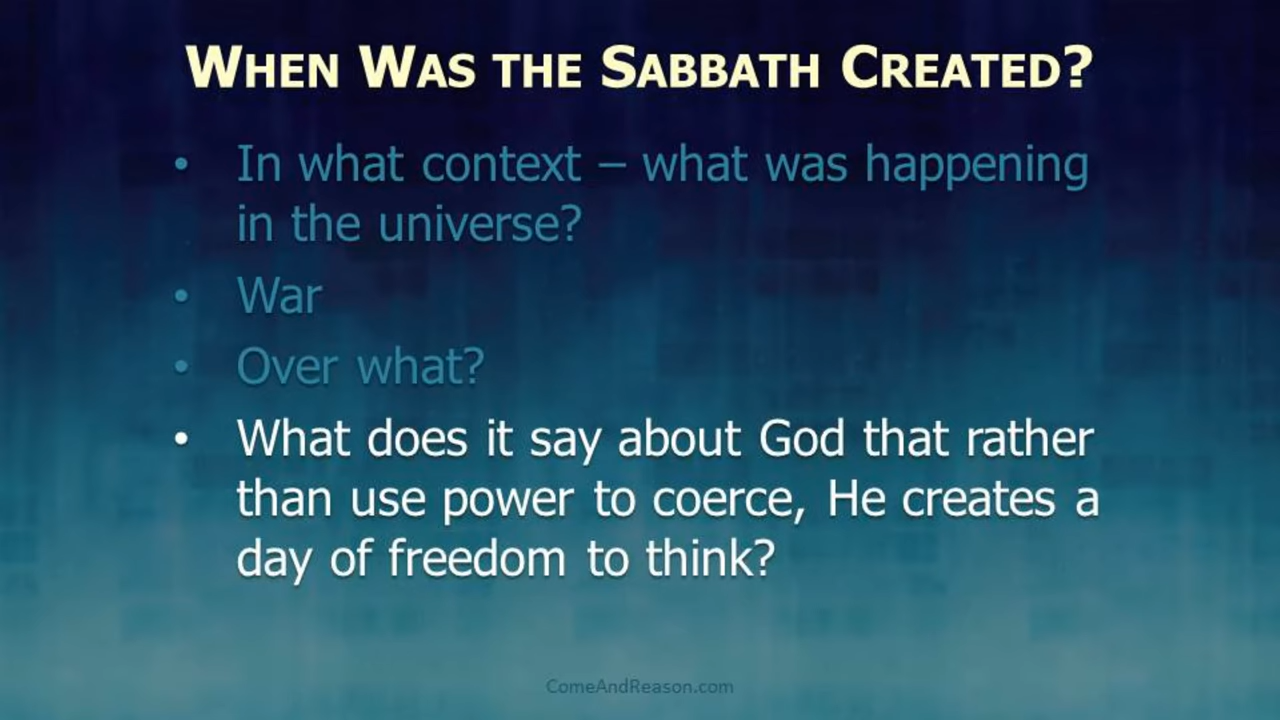 WHEN WAS THE SABBATH CREATED?
• In what context – what was happening
in the universe?
• War
• Over what?
• What does it say about God that rather
than use power to coerce, He creates a
day of freedom to think?
ComeAndReason.com